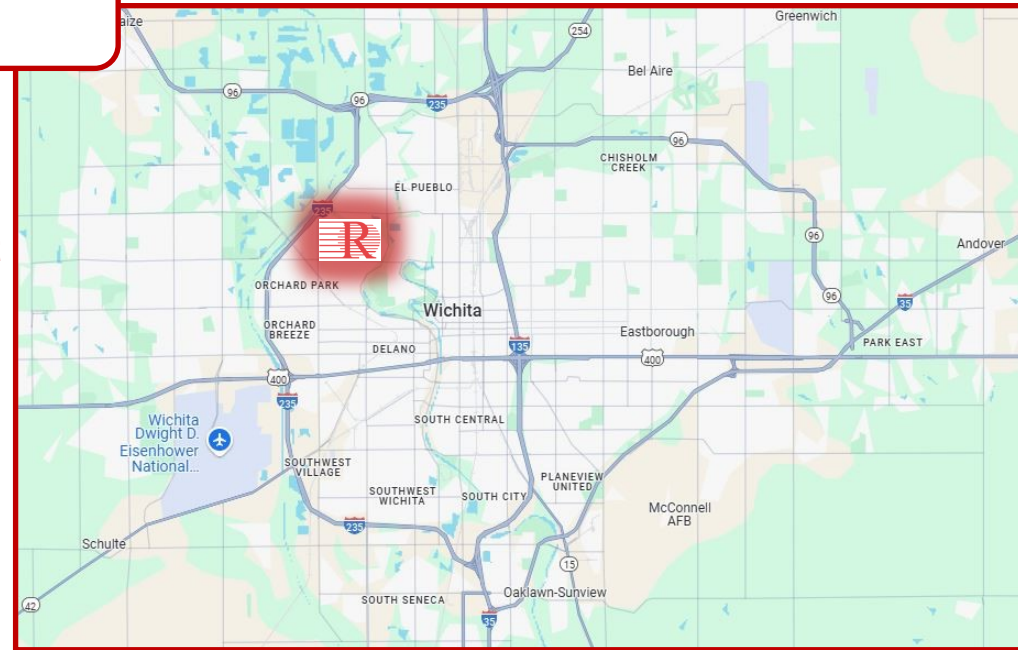 aize
Greenwich
254
Bel Aire
96
96
235
96
CHISHOLM
CREEK
EL PUEBLO
235
R
96
Andover
ORCHARD PARK
96
35
Wichita
ORCHARD
BREEZE
Eastborough
135
PARK EAST
DELANO
400
400
235
Wichita
Dwight D.
Eisenhower
National...
SOUTH CENTRAL
SOUTHWEST
VILLAGE
PLANEVIEW
UNITED
SOUTHWEST
WICHITA
SOUTH CITY
McConnell
AFB
235
Schulte
15
Oaklawn-Sunview
SOUTH SENECA
42
35